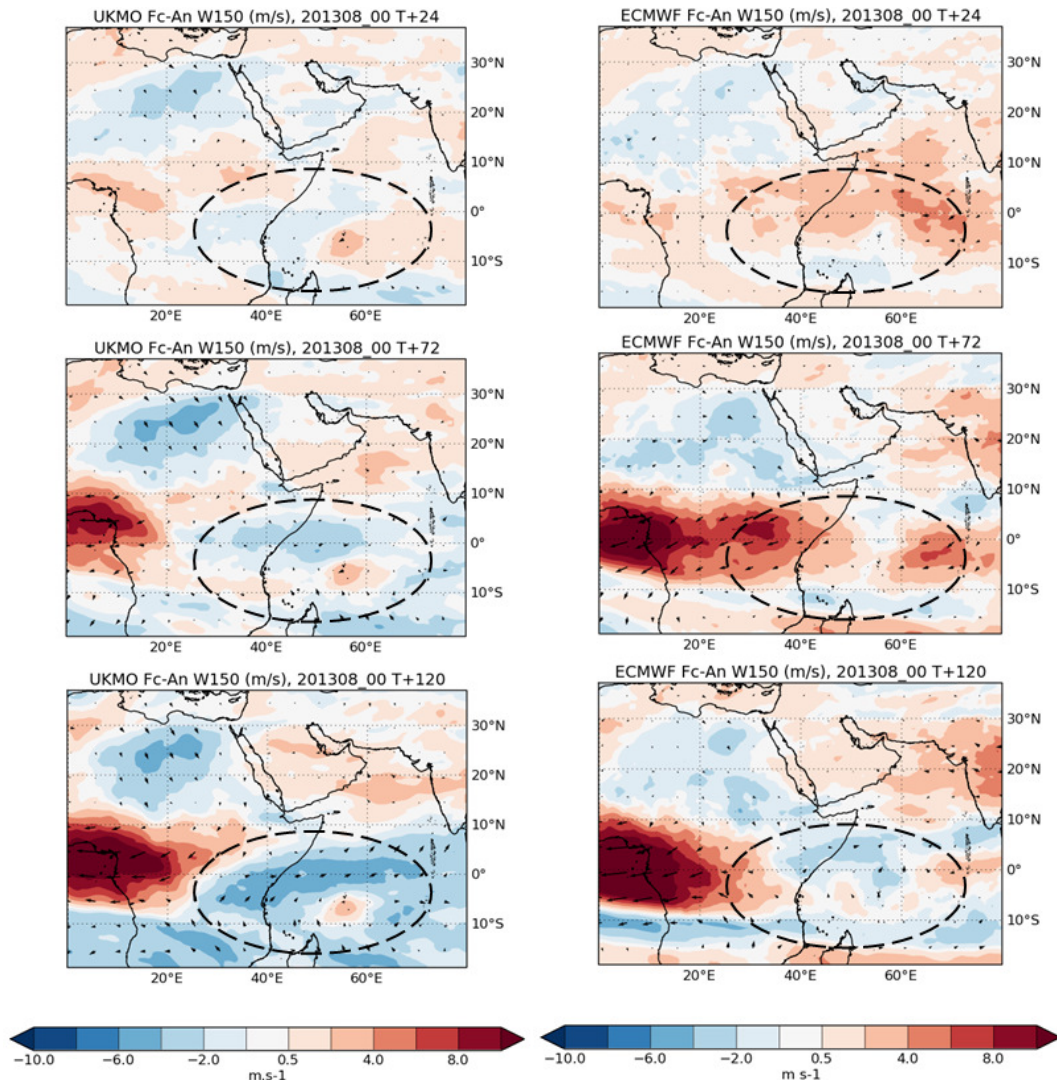 UKMO Fc-An W150 (m/s), 201308_00 T+24
30°N
20°N
10°N
0°
10°S
20°E 40°E 60°E
ECMWF Fc-An W150 (m/s), 201308_00 T+24
30°N
20°N
10°N
0°
10°S
20°E 40°E 60°E
UKMO Fc-An W150 (m/s), 201308_00 T+72
30°N
20°N
10°N
0°
10°S
20°E 40°E 60°E
ECMWF Fc-An W150 (m/s), 201308_00 T+72
30°N
20°N
10°N
0°
10°S
20°E 40°E 60°E
UKMO Fc-An W150 (m/s), 201308_00 T+120
30°N
20°N
10°N
0°
10°S
20°E 40°E 60°E
ECMWF Fc-An W150 (m/s), 201308_00 T+120
30°N
20°N
10°N
0°
10°S
20°E 40°E 60°E
−10.0 −6.0 −2.0 0.5 4.0 8.0
m.s-1
−10.0 −6.0 −2.0 0.5 4.0 8.0
m s-1